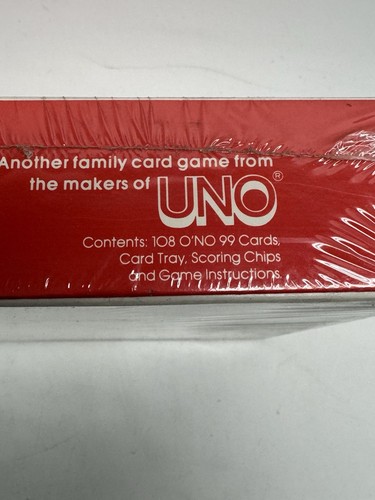 Another family card game from
the makers of UNO®
Contents: 108 O'NO 99 Cards,
Card Tray, Scoring Chips
and Game Instructions.